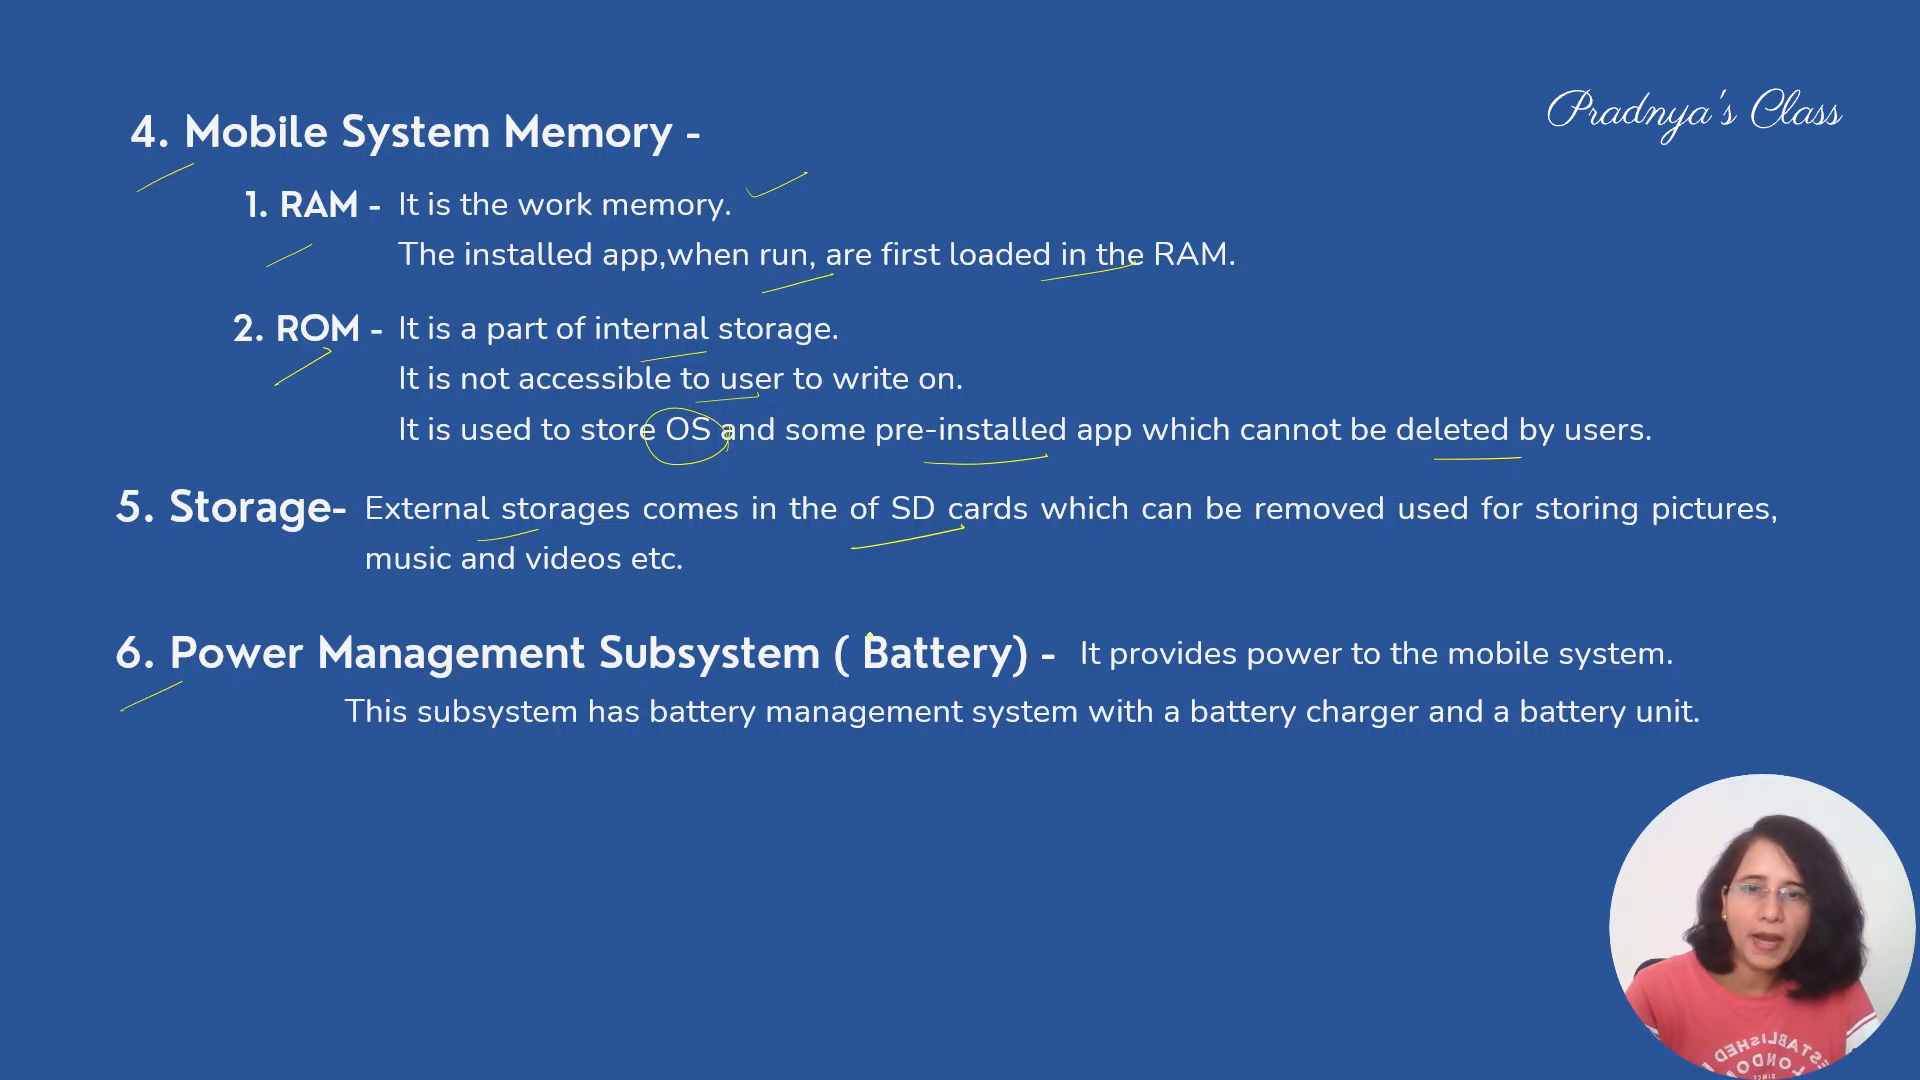 Pradnya's Class
4. Mobile System Memory -
1. RAM - It is the work memory.
The installed app,when run, are first loaded in the RAM.
2. ROM - It is a part of internal storage.
It is not accessible to user to write on.
It is used to store OS and some pre-installed app which cannot be deleted by users.
5. Storage- External storages comes in the of SD cards which can be removed used for storing pictures,
music and videos etc.
6. Power Management Subsystem ( Battery) - It provides power to the mobile system.
This subsystem has battery management system with a battery charger and a battery unit.
ESTABLISHED
LONDON
SINCE